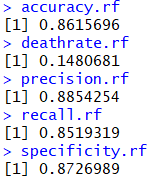 > accuracy.rf
[1] 0.8615696
> deathrate.rf
[1] 0.1480681
> precision.rf
[1] 0.8854254
> recall.rf
[1] 0.8519319
> specificity.rf
[1] 0.8726989